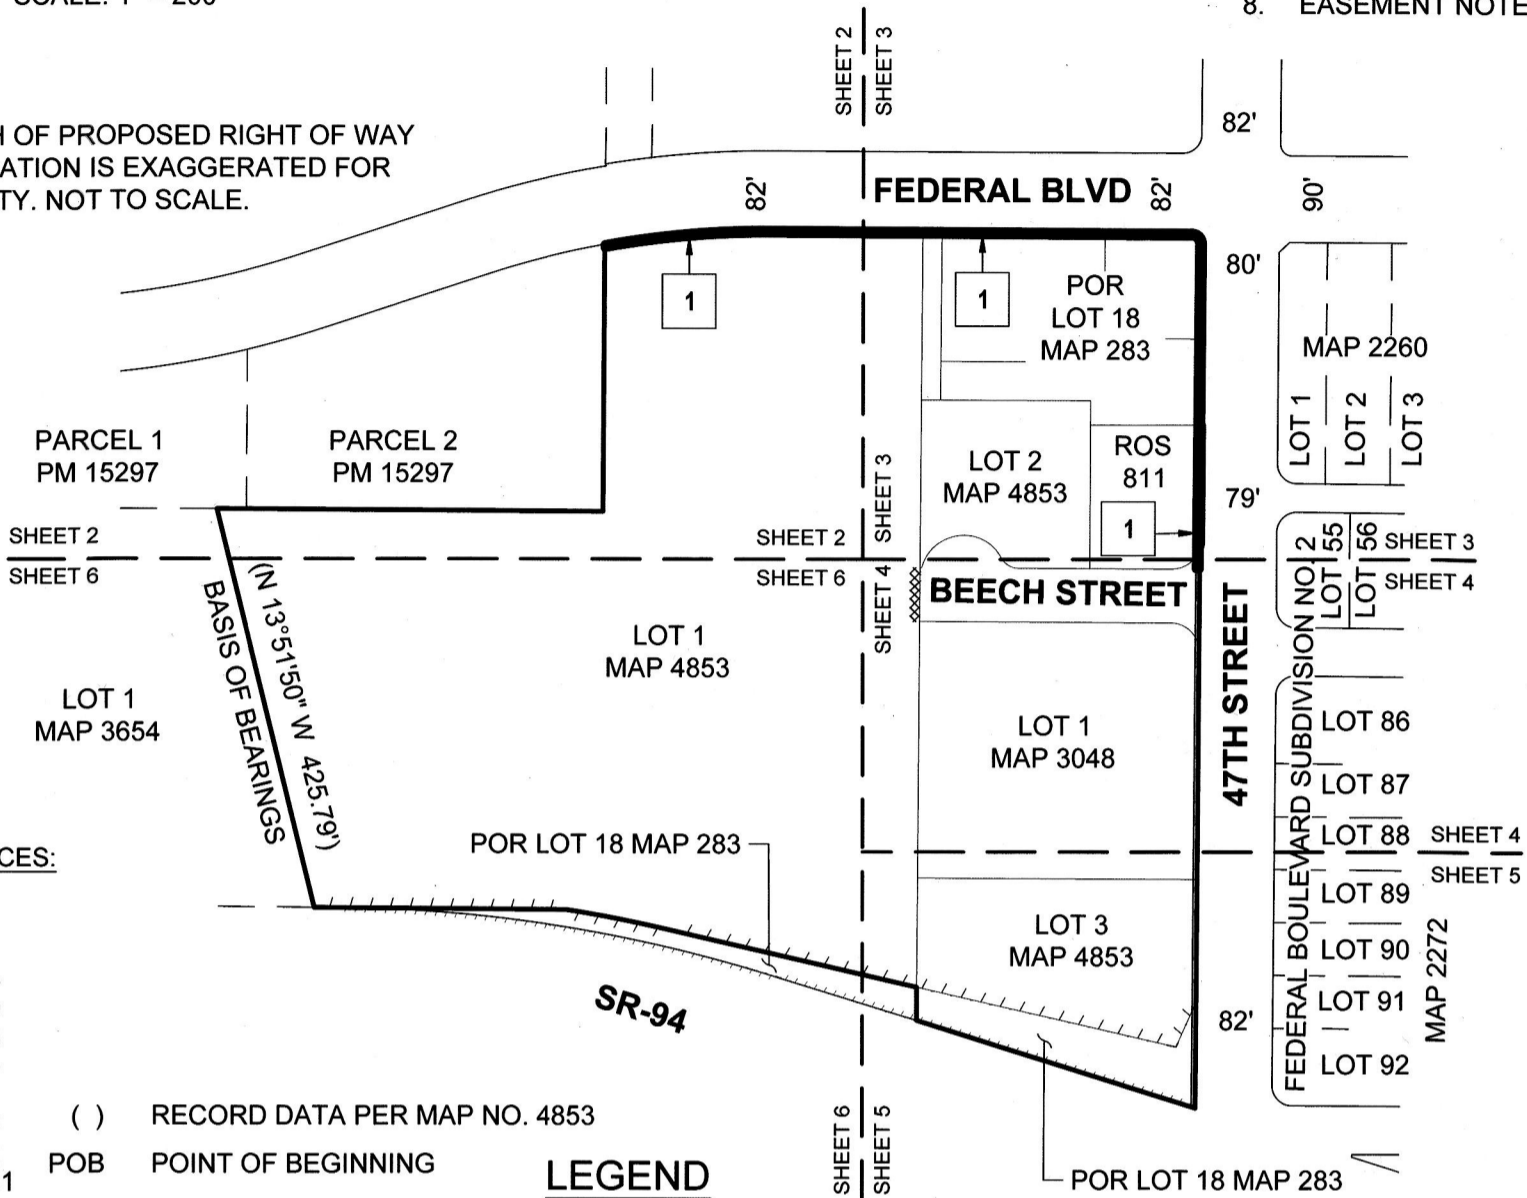 8. EASEMENT NOTE
SHEET 2
SHEET 3
82'
OF PROPOSED RIGHT OF WAY
ATION IS EXAGGERATED FOR
TY. NOT TO SCALE.
82'
FEDERAL BLVD
82'
90'
80'
1
1
POR
LOT 18
MAP 283
MAP 2260
LOT 1
LOT 2
LOT 3
PARCEL 1
PM 15297
PARCEL 2
PM 15297
LOT 2
MAP 4853
ROS
811
1
79'
SHEET 3
SHEET 2
SHEET 6
SHEET 2
SHEET 6
SHEET 4
SHEET 3
SHEET 4
LOT 55
LOT 56
BEECH STREET
47TH STREET
FEDERAL BOULEVARD SUBDIVISION NO. 2
(N 13°51'50" W 425.79')
BASIS OF BEARINGS
LOT 1
MAP 4853
LOT 1
MAP 3654
LOT 1
MAP 3048
LOT 86
LOT 87
LOT 88
SHEET 4
SHEET 5
LOT 89
LOT 90
LOT 91
LOT 92
MAP 2272
CES:
POR LOT 18 MAP 283
LOT 3
MAP 4853
SR-94
82'
( ) RECORD DATA PER MAP NO. 4853
POB POINT OF BEGINNING
1
LEGEND
SHEET 6
SHEET 5
POR LOT 18 MAP 283